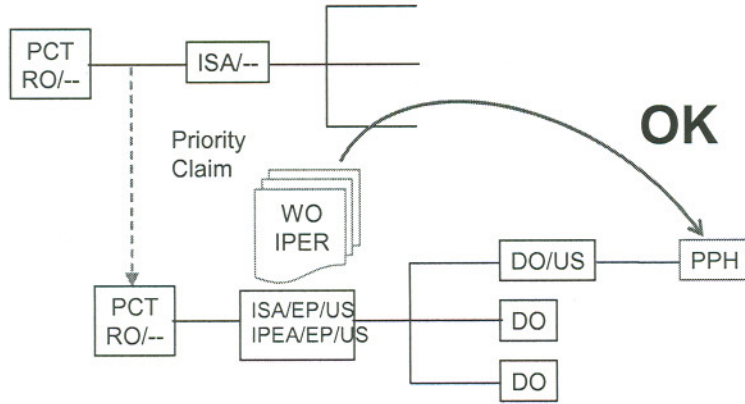 PCT
RO/--
ISA/--
OK
Priority
Claim
WO
IPER
DO/US
PPH
PCT
RO/--
ISA/EP/US
IPEA/EP/US
DO
DO